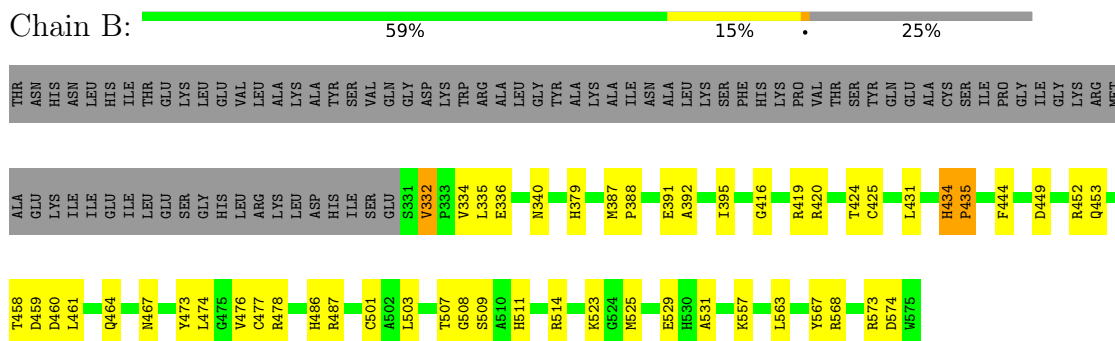 Chain B:
59% 15% • 25%
THR ASN HIS ASN LEU HIS ILE THR GLU LYS LEU GLU VAL LEU ALA LYS ALA TYR SER VAL GLN GLY ASP LYS TRP ARG ALA LEU GLY TYR ALA LYS ALA ILE ASN ALA LEU LYS SER PHE HIS LYS PRO VAL THR SER TYR GLN GLU ALA CYS SER ILE PRO GLY ILE GLY LYS ARG MET
ALA GLU LYS ILE ILE GLU ILE LEU GLU SER GLY HIS LEU ARG LYS LEU ASP HIS ILE SER GLU S331 V332 P333 V334 L335 E336 N340 H379 M387 P388 E391 A392 I395 G416 R419 R420 T424 C425 L431 H434 P435 F444 D449 R452 Q453
T458 D459 D460 L461 Q464 N467 Y473 L474 G475 V476 C477 R478 H486 R487 C501 A502 L503 T507 G508 S509 A510 H511 R514 K523 G524 M525 E529 H530 A531 K557 L563 Y567 R568 R573 D574 W575